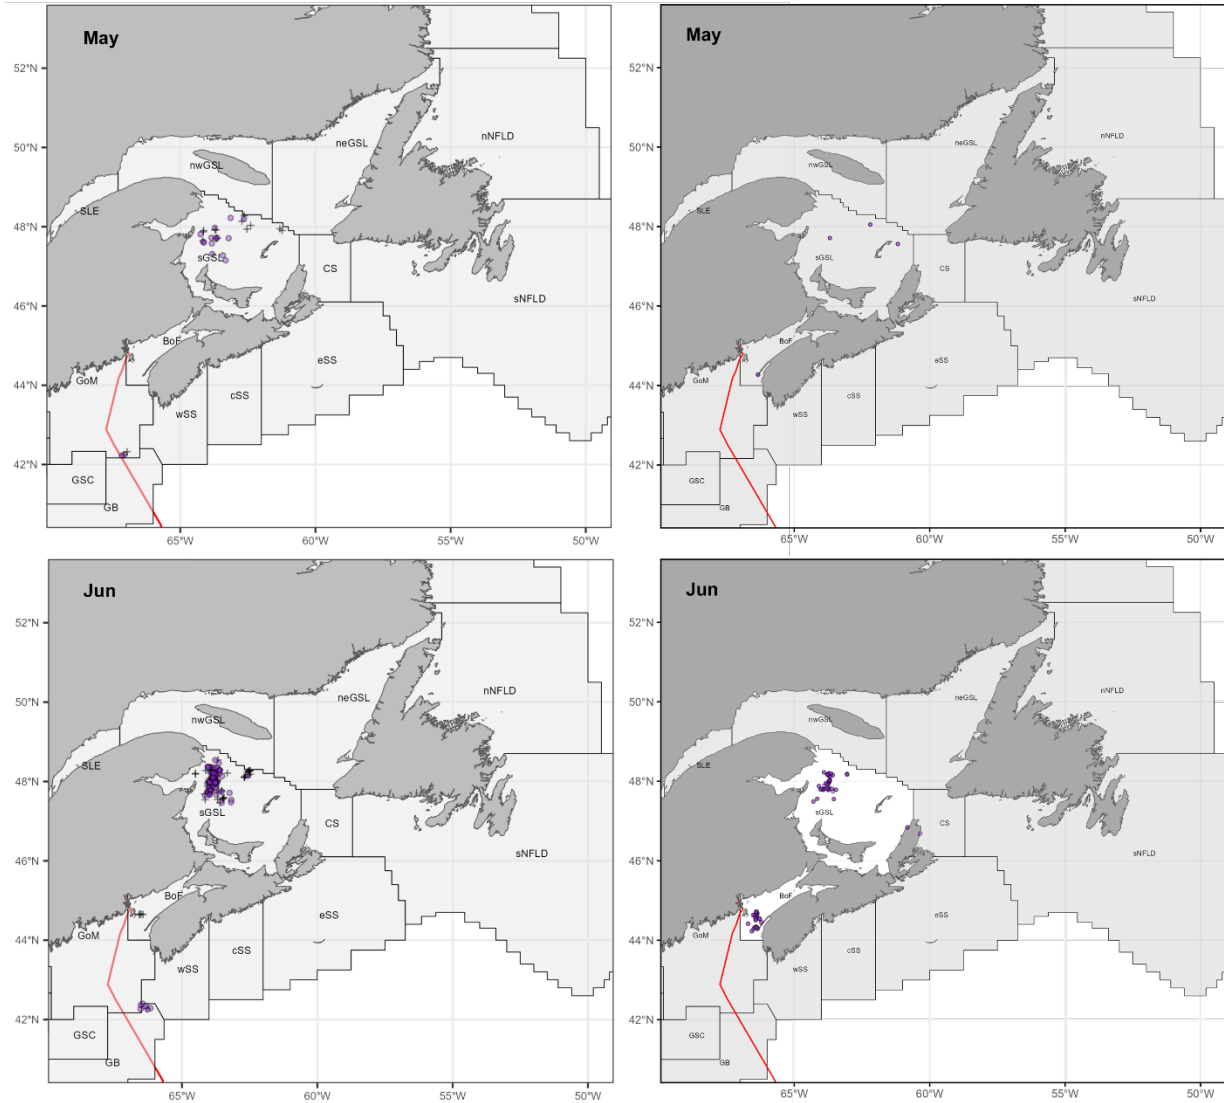 May
52°N
50°N
48°N
46°N
44°N
42°N
nNFLD
neGSL
nwGSL
SLE
sGSL
CS
sNFLD
BoF
GoM
eSS
cSS
wSS
GSC
GB
65°W 60°W 55°W 50°W
May
52°N
50°N
48°N
46°N
44°N
42°N
nNFLD
neGSL
nwGSL
SLE
sGSL
CS
sNFLD
BoF
GoM
eSS
cSS
wSS
GSC
GB
65°W 60°W 55°W 50°W
Jun
52°N
50°N
48°N
46°N
44°N
42°N
nNFLD
neGSL
nwGSL
SLE
sGSL
CS
sNFLD
BoF
GoM
eSS
cSS
wSS
GSC
GB
65°W 60°W 55°W 50°W
Jun
52°N
50°N
48°N
46°N
44°N
42°N
nNFLD
neGSL
nwGSL
SLE
sGSL
CS
sNFLD
BoF
GoM
eSS
cSS
wSS
GSC
GB
65°W 60°W 55°W 50°W